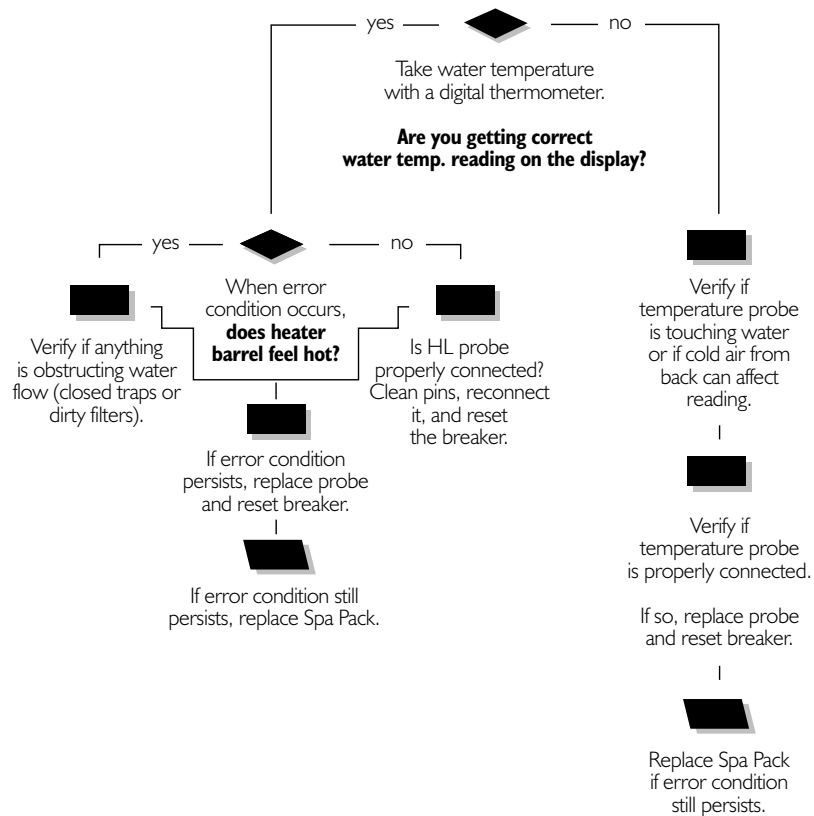 yes
no
Take water temperature
with a digital thermometer.
Are you getting correct
water temp. reading on the display?
yes
no
When error
condition occurs,
does heater
barrel feel hot?
Verify if anything
is obstructing water
flow (closed traps or
dirty filters).
Is HL probe
properly connected?
Clean pins, reconnect
it, and reset
the breaker.
If error condition
persists, replace probe
and reset breaker.
If error condition still
persists, replace Spa Pack.
Verify if
temperature probe
is touching water
or if cold air from
back can affect
reading.
Verify if
temperature probe
is properly connected.
If so, replace probe
and reset breaker.
Replace Spa Pack
if error condition
still persists.